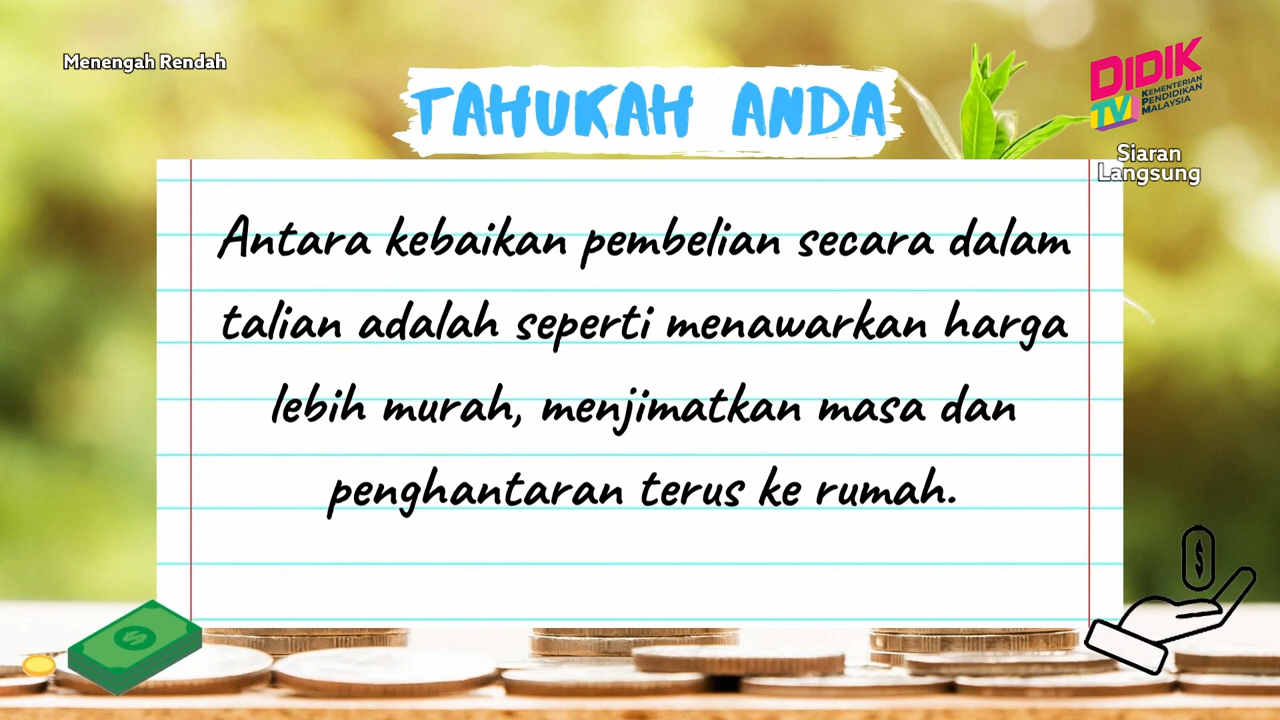 Menengah Rendah
TAHUKAH ANDA
DIDIK
TV
KEMENTERIAN
PENDIDIKAN
MALAYSIA
Siaran
Langsung
Antara kebaikan pembelian secara dalam
talian adalah seperti menawarkan harga
lebih murah, menjimatkan masa dan
penghantaran terus ke rumah.